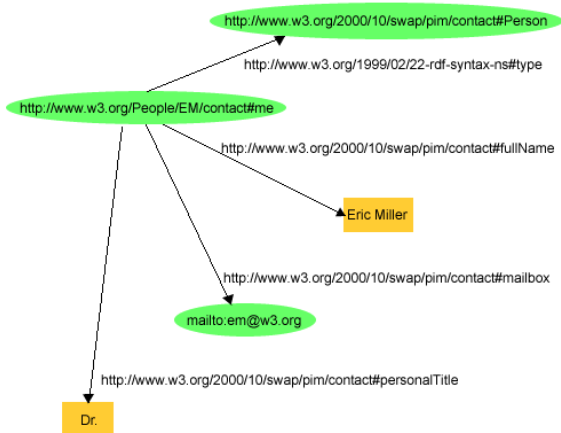 http://www.w3.org/2000/10/swap/pim/contact#Person
http://www.w3.org/1999/02/22-rdf-syntax-ns#type
http://www.w3.org/People/EM/contact#me
http://www.w3.org/2000/10/swap/pim/contact#fullName
Eric Miller
http://www.w3.org/2000/10/swap/pim/contact#mailbox
mailto:em@w3.org
http://www.w3.org/2000/10/swap/pim/contact#personalTitle
Dr.